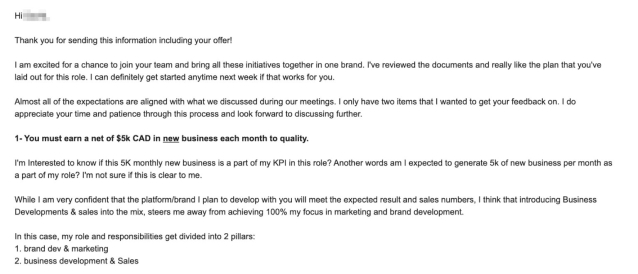 Hi
Thank you for sending this information including your offer!
I am excited for a chance to join your team and bring all these initiatives together in one brand. I've reviewed the documents and really like the plan that you've
laid out for this role. I can definitely get started anytime next week if that works for you.
Almost all of the expectations are aligned with what we discussed during our meetings. I only have two items that I wanted to get your feedback on. I do
appreciate your time and patience through this process and look forward to discussing further.
1- You must earn a net of $5k CAD in new business each month to quality.
I'm Interested to know if this 5K monthly new business is a part of my KPI in this role? Another words am I expected to generate 5k of new business per month as
a part of my role? I'm not sure if this is clear to me.
While I am very confident that the platform/brand I plan to develop with you will meet the expected result and sales numbers, I think that introducing Business
Developments & sales into the mix, steers me away from achieving 100% my focus in marketing and brand development.
In this case, my role and responsibilities get divided into 2 pillars:
1. brand dev & marketing
2. business development & Sales